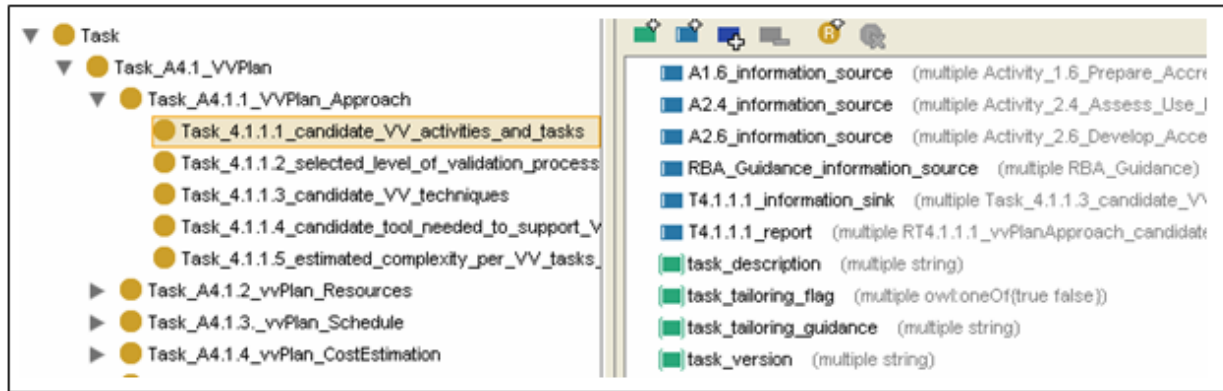 Task
Task_A4.1_VVPlan
Task_A4.1.1_VVPlan_Approach
Task_4.1.1.1_candidate_VV_activities_and_tasks
Task_4.1.1.2_selected_level_of_validation_process
Task_4.1.1.3_candidate_VV_techniques
Task_4.1.1.4_candidate_tool_needed_to_support_V
Task_4.1.1.5_estimated_complexity_per_VV_tasks_
Task_A4.1.2_vvPlan_Resources
Task_A4.1.3._vvPlan_Schedule
Task_A4.1.4_vvPlan_CostEstimation
R
A1.6_information_source (multiple Activity_1.6_Prepare_Accre
A2.4_information_source (multiple Activity_2.4_Assess_Use_
A2.6_information_source (multiple Activity_2.6_Develop_Acce
RBA_Guidance_information_source (multiple RBA_Guidance)
T4.1.1.1_information_sink (multiple Task_4.1.1.3_candidate_VV
T4.1.1.1_report (multiple RT4.1.1.1_vvPlanApproach_candidate
task_description (multiple string)
task_tailoring_flag (multiple owl:oneOf{true false})
task_tailoring_guidance (multiple string)
task_version (multiple string)